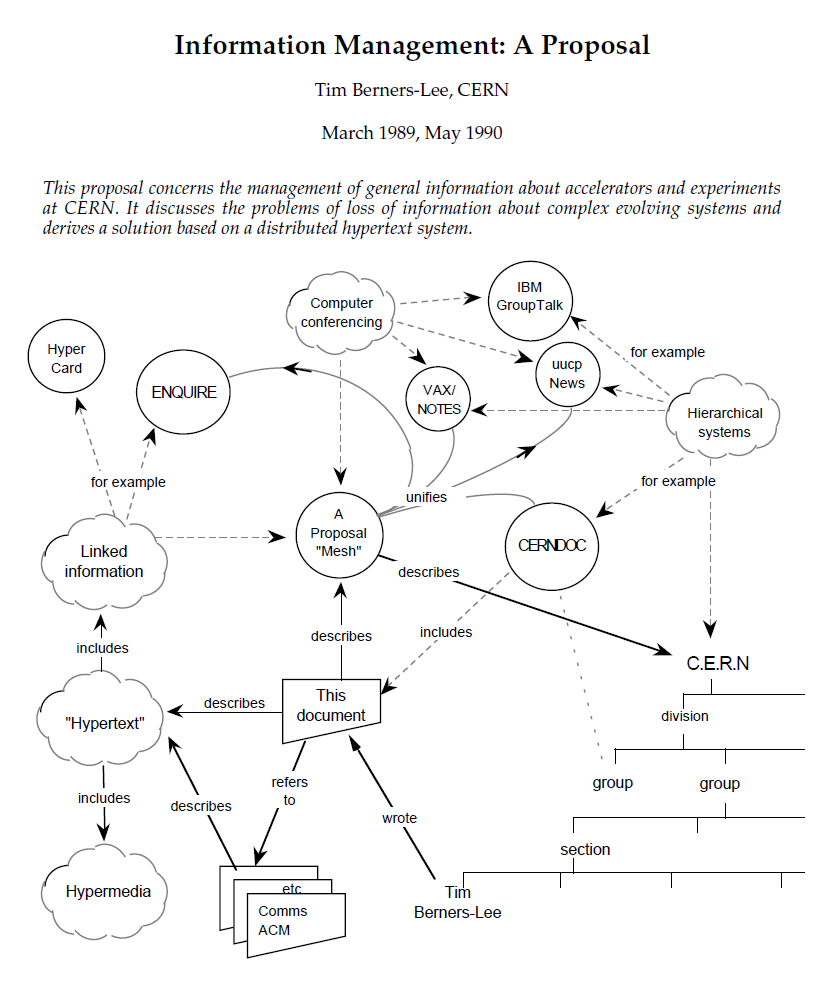 Information Management: A Proposal
Tim Berners-Lee, CERN
March 1989, May 1990
This proposal concerns the management of general information about accelerators and experiments
at CERN. It discusses the problems of loss of information about complex evolving systems and
derives a solution based on a distributed hypertext system.
IBM
GroupTalk
Computer
conferencing
Hyper
Card
for example
uucp
News
ENQUIRE
VAX/
NOTES
Hierarchical
systems
for example
for example
unifies
A
Proposal
"Mesh"
CERNDOC
Linked
information
describes
includes
describes
includes
C.E.R.N
This
document
describes
"Hypertext"
division
refers
to
group
group
includes
describes
wrote
section
Hypermedia
etc
Tim
Berners-Lee
Comms
ACM